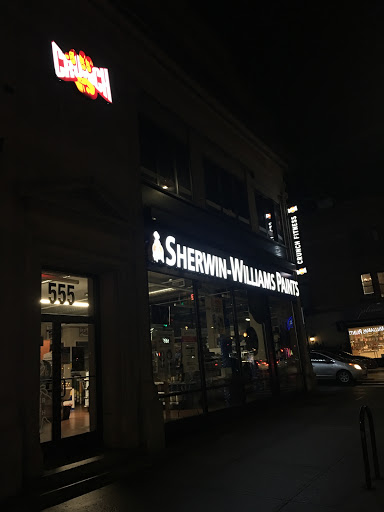 CRUNCH
SHERWIN-WILLIAMS PAINTS
CRUNCH FITNESS
555